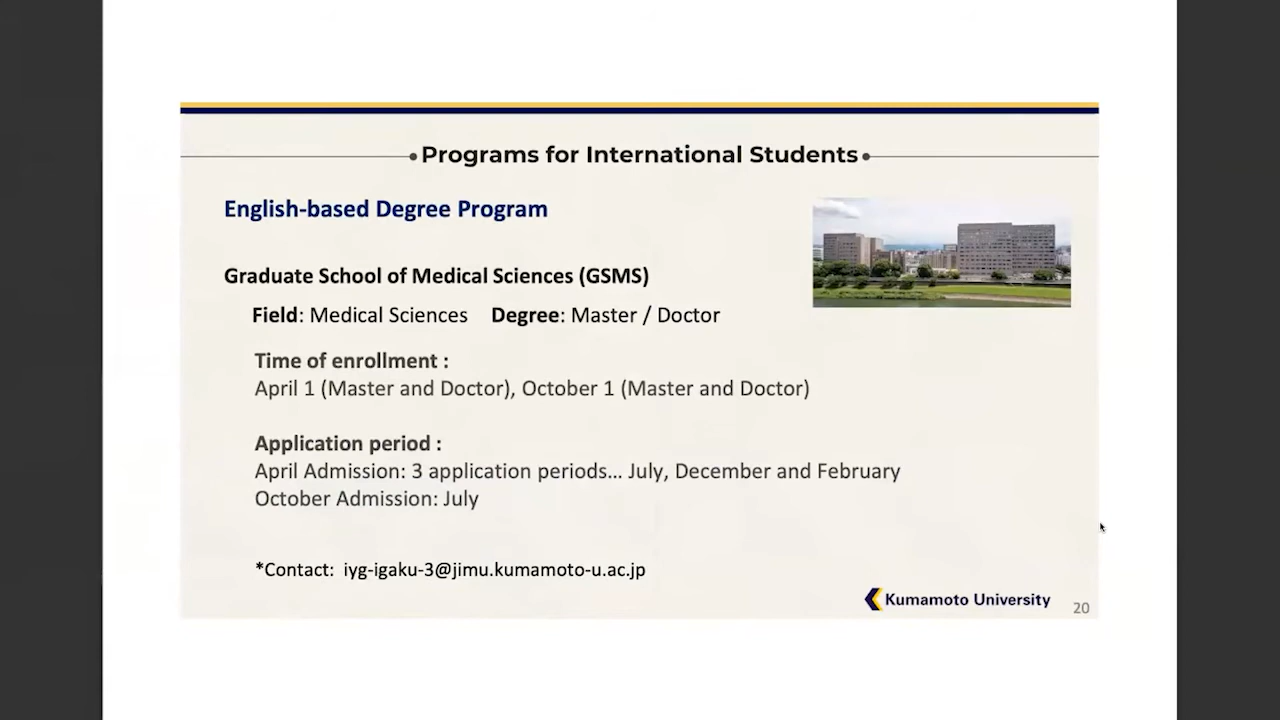 Programs for International Students
English-based Degree Program
Graduate School of Medical Sciences (GSMS)
Field: Medical Sciences Degree: Master / Doctor
Time of enrollment :
April 1 (Master and Doctor), October 1 (Master and Doctor)
Application period :
April Admission: 3 application periods... July, December and February
October Admission: July
*Contact: iyg-igaku-3@jimu.kumamoto-u.ac.jp
Kumamoto University
20